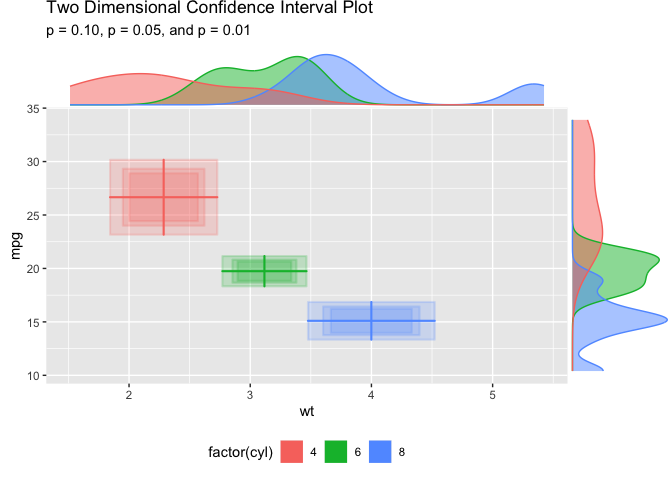 Two Dimensional Confidence Interval Plot
p = 0.10, p = 0.05, and p = 0.01
35
30
25
20
15
10
mpg
2 3 4 5
wt
factor(cyl) 4 6 8